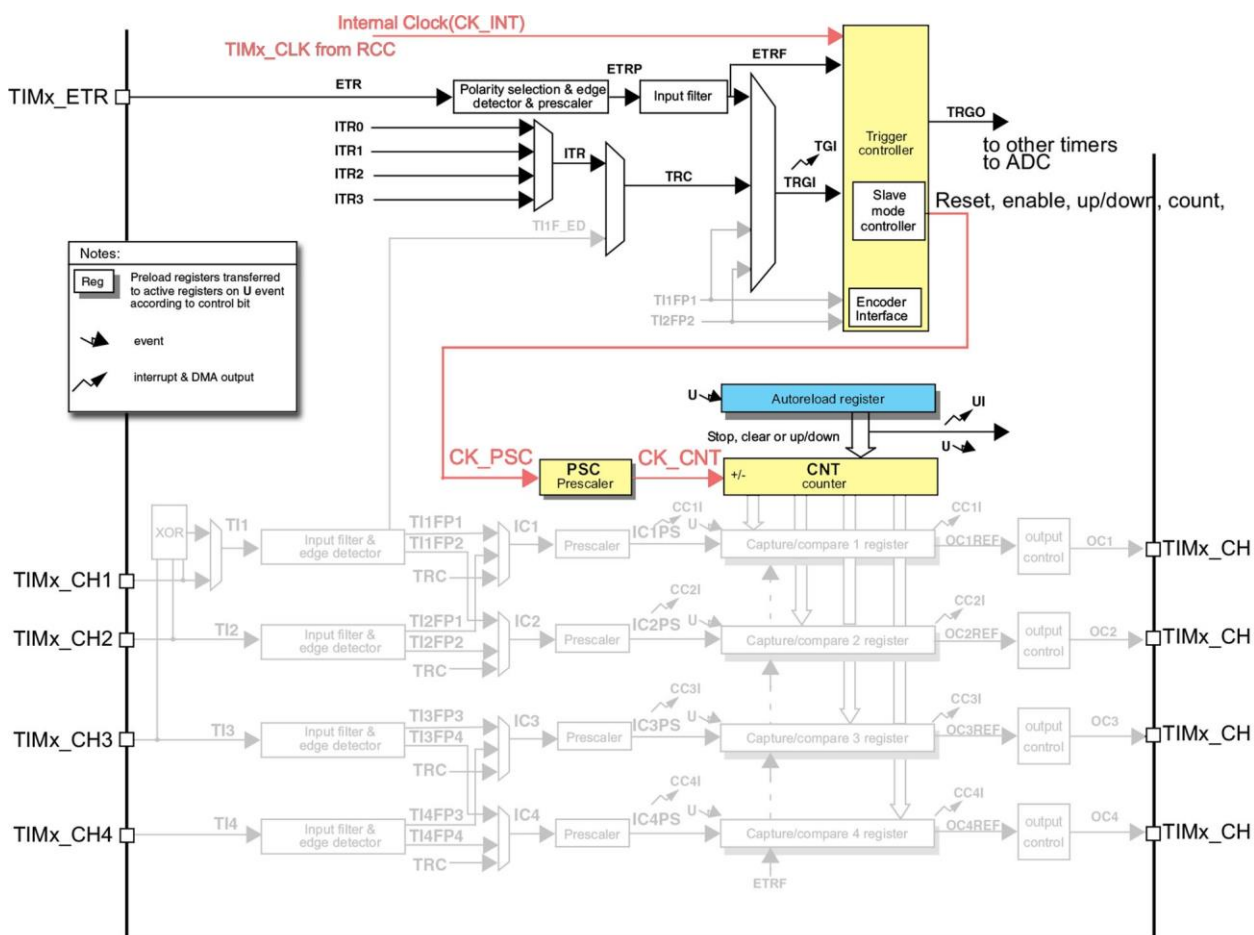 Internal Clock(CK_INT)
TIMx_CLK from RCC
ETRF
ETRP
ETR
TIMx_ETR
Polarity selection & edge
detector & prescaler
Input filter
TRGO
to other timers
to ADC
ITR0
ITR1
ITR2
ITR3
ITR
TRC
TGI
TRGI
Trigger
controller
Slave
mode
controller
Reset, enable, up/down, count,
TI1F_ED
Notes:
Reg
Preload registers transferred
to active registers on U event
according to control bit
event
interrupt & DMA output
TI1FP1
TI2FP2
Encoder
Interface
U
Autoreload register
UI
Stop, clear or up/down
U
CK_PSC
PSC
Prescaler
CK_CNT
+/-
CNT
counter
XOR
TI1
Input filter &
edge detector
TI1FP1
TI1FP2
TRC
IC1
Prescaler
IC1PS
CC1I
U
Capture/compare 1 register
CC1I
OC1REF
output
control
OC1
TIMx_CH
TIMx_CH1
TIMx_CH2
TI2
Input filter &
edge detector
TI2FP1
TI2FP2
TRC
IC2
Prescaler
IC2PS
CC2I
U
Capture/compare 2 register
CC2I
OC2REF
output
control
OC2
TIMx_CH
TIMx_CH3
TI3
Input filter &
edge detector
TI3FP3
TI3FP4
TRC
IC3
Prescaler
IC3PS
CC3I
U
Capture/compare 3 register
CC3I
OC3REF
output
control
OC3
TIMx_CH
TIMx_CH4
TI4
Input filter &
edge detector
TI4FP3
TI4FP4
TRC
IC4
Prescaler
IC4PS
CC4I
U
Capture/compare 4 register
CC4I
OC4REF
output
control
OC4
TIMx_CH
ETRF